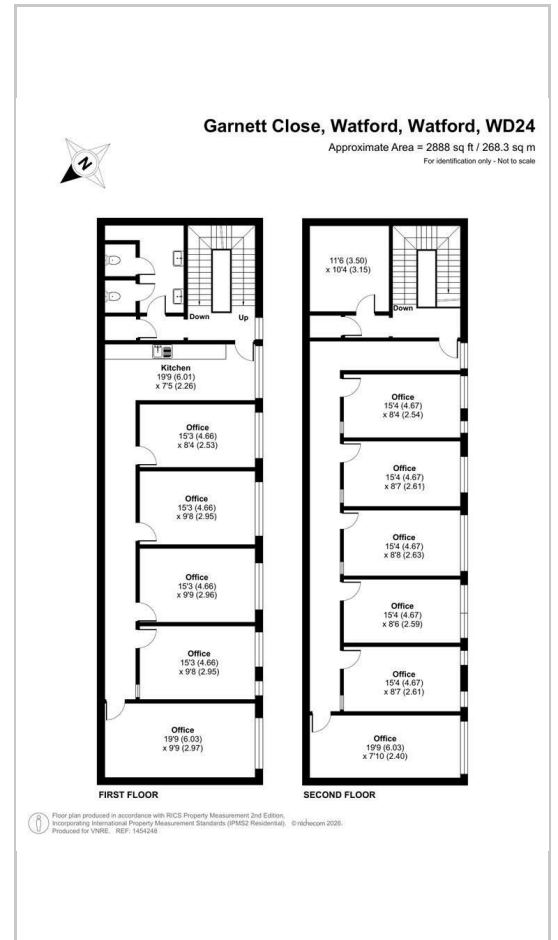 Garnett Close, Watford, Watford, WD24
Approximate Area = 2888 sq ft / 268.3 sq m
For identification only - Not to scale
N
Down
Up
Kitchen
19'9 (6.01)
x 7'5 (2.26)
Office
15'3 (4.66)
x 8'4 (2.53)
Office
15'3 (4.66)
x 9'8 (2.95)
Office
15'3 (4.66)
x 9'9 (2.96)
Office
15'3 (4.66)
x 9'8 (2.95)
Office
19'9 (6.03)
x 9'9 (2.97)
FIRST FLOOR
11'6 (3.50)
x 10'4 (3.15)
Down
Office
15'4 (4.67)
x 8'4 (2.54)
Office
15'4 (4.67)
x 8'7 (2.61)
Office
15'4 (4.67)
x 8'8 (2.63)
Office
15'4 (4.67)
x 8'6 (2.59)
Office
15'4 (4.67)
x 8'7 (2.61)
Office
19'9 (6.03)
x 7'10 (2.40)
SECOND FLOOR
Floor plan produced in accordance with RICS Property Measurement 2nd Edition,
Incorporating International Property Measurement Standards (IPMS2 Residential). © nichecom 2026.
Produced for VNRE. REF: 1454248